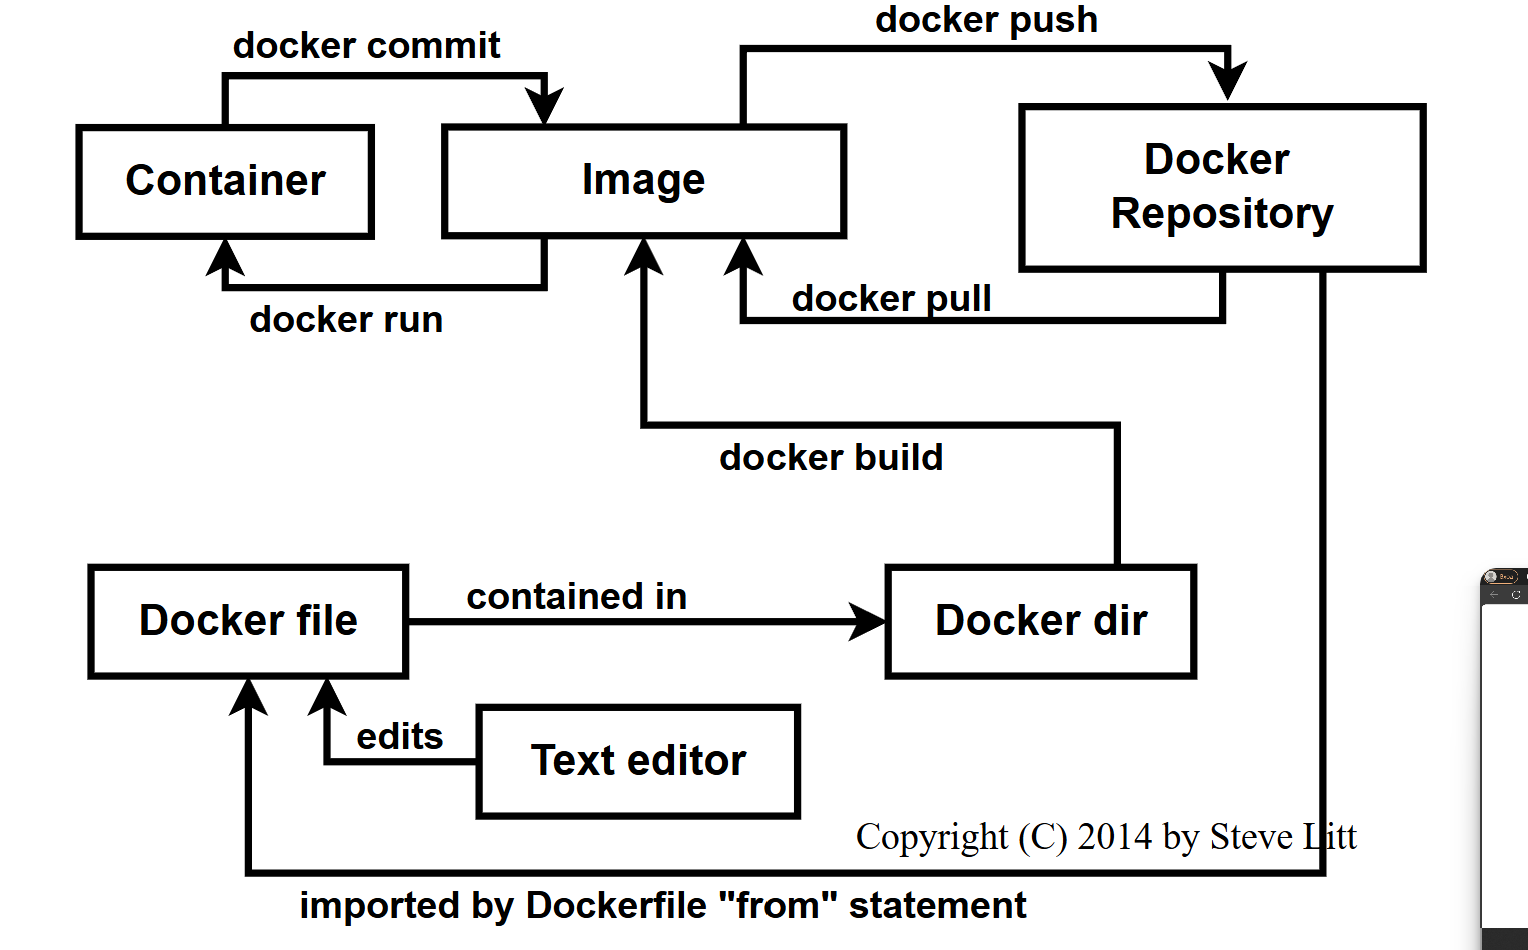 docker push
docker commit
Container
Image
Docker
Repository
docker pull
docker run
docker build
Docker file
contained in
Docker dir
edits
Text editor
Copyright (C) 2014 by Steve Litt
imported by Dockerfile "from" statement